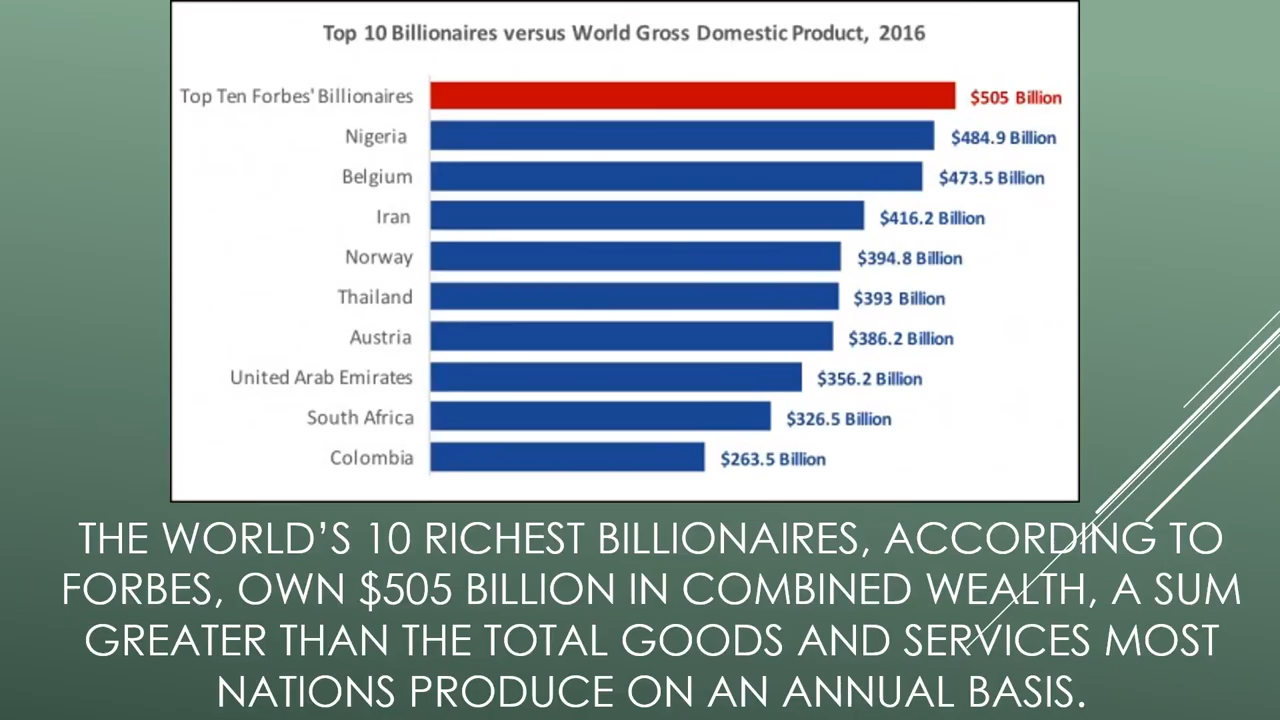 Top 10 Billionaires versus World Gross Domestic Product, 2016
Top Ten Forbes' Billionaires $505 Billion
Nigeria $484.9 Billion
Belgium $473.5 Billion
Iran $416.2 Billion
Norway $394.8 Billion
Thailand $393 Billion
Austria $386.2 Billion
United Arab Emirates $356.2 Billion
South Africa $326.5 Billion
Colombia $263.5 Billion
THE WORLD’S 10 RICHEST BILLIONAIRES, ACCORDING TO
FORBES, OWN $505 BILLION IN COMBINED WEALTH, A SUM
GREATER THAN THE TOTAL GOODS AND SERVICES MOST
NATIONS PRODUCE ON AN ANNUAL BASIS.